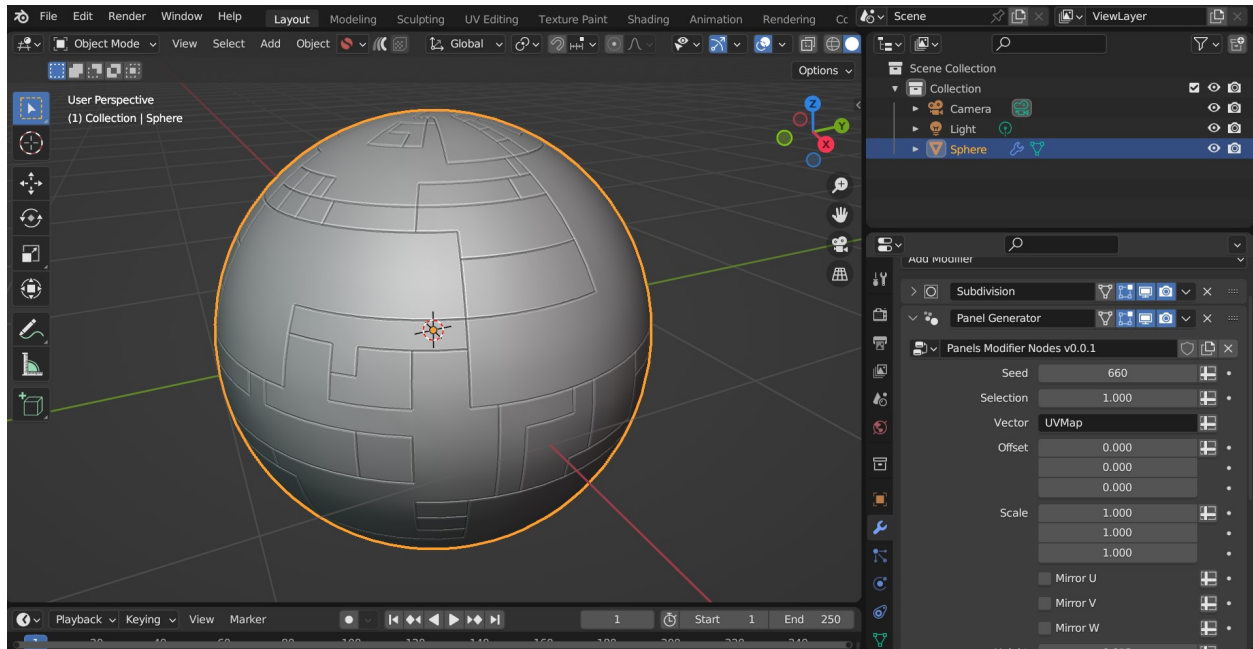 File Edit Render Window Help Layout Modeling Sculpting UV Editing Texture Paint Shading Animation Rendering Scene ViewLayer
Object Mode View Select Add Object Global
Options
User Perspective
(1) Collection | Sphere
Z
Y
X
Scene Collection
Collection
Camera
Light
Sphere
Add Modifier
Subdivision
Panel Generator
Panels Modifier Nodes v0.0.1
Seed 660
Selection 1.000
Vector UVMap
Offset 0.000
0.000
0.000
Scale 1.000
1.000
1.000
Mirror U
Mirror V
Mirror W
Playback Keying View Marker 1 Start 1 End 250
1